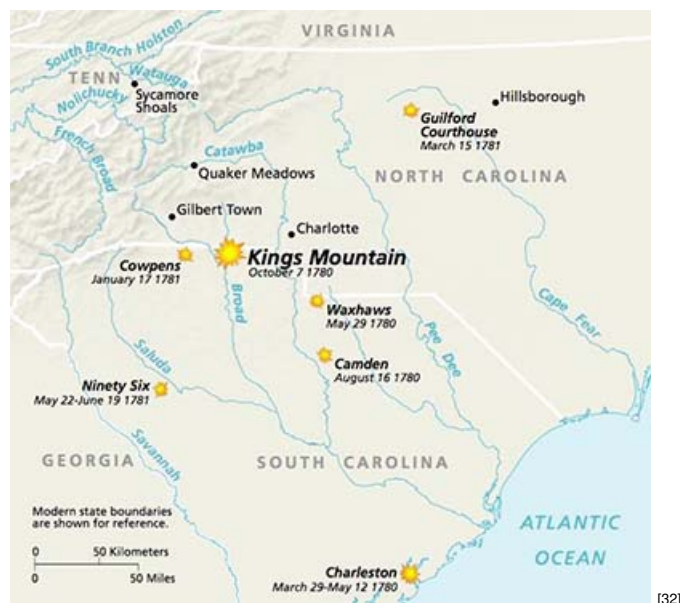 VIRGINIA
South Branch Holston
TENN
Watauga
Sycamore
Shoals
Nolichucky
French Broad
Hillsborough
Guilford
Courthouse
March 15 1781
Catawba
Quaker Meadows
NORTH CAROLINA
Gilbert Town
Charlotte
Kings Mountain
October 7 1780
Cowpens
January 17 1781
Broad
Waxhaws
May 29 1780
Pee Dee
Cape Fear
Saluda
Camden
August 16 1780
Ninety Six
May 22-June 19 1781
Savannah
GEORGIA
SOUTH CAROLINA
Modern state boundaries
are shown for reference.
0 50 Kilometers
0 50 Miles
ATLANTIC
OCEAN
Charleston
March 29-May 12 1780
[32]